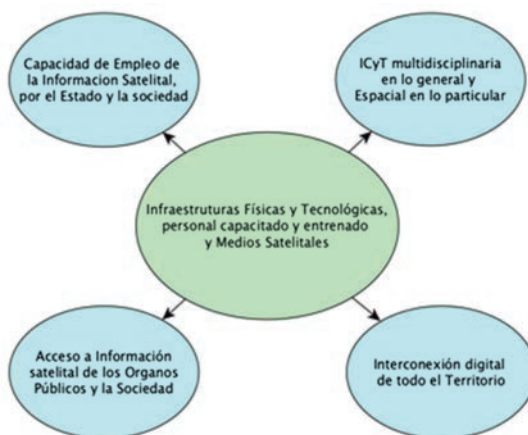 Capacidad de Empleo de
la Informacion Satelital,
por el Estado y la sociedad
ICyT multidisciplinaria
en lo general y
Espacial en lo particular
Infraestruturas Físicas y Tecnológicas,
personal capacitado y entrenado
y Medios Satelitales
Acceso a Información
satelital de los Organos
Públicos y la Sociedad
Interconexión digital
de todo el Territorio